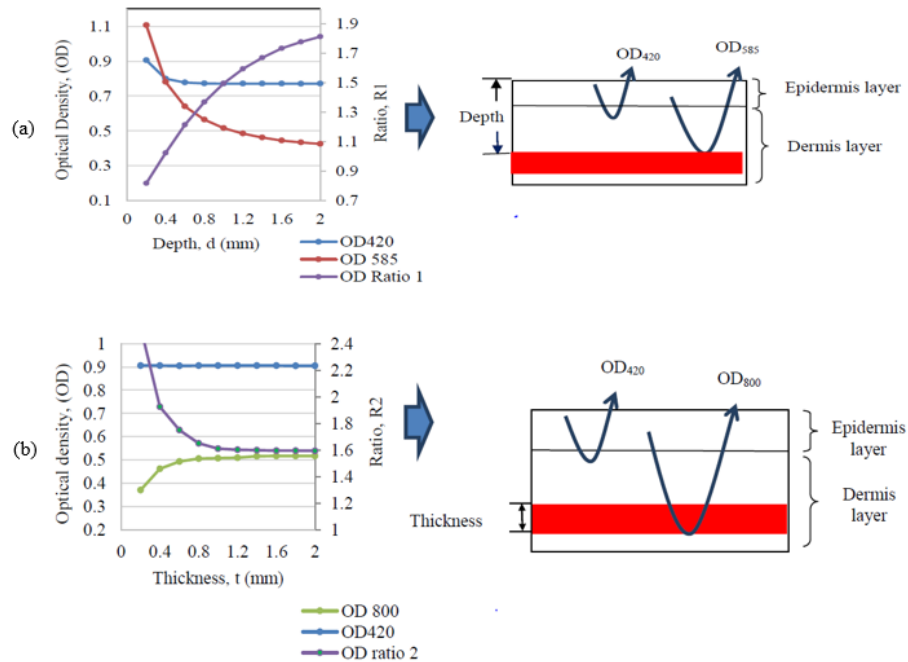 (a)
Optical Density, (OD)
1.1
0.9
0.7
0.5
0.3
0.1
0 0.4 0.8 1.2 1.6 2
Depth, d (mm)
1.9
1.7
1.5
1.3
1.1
0.9
0.7
Ratio, R1
OD420
OD 585
OD Ratio 1
OD420
OD585
Depth
Epidermis layer
Dermis layer
(b)
Optical density, (OD)
1
0.9
0.8
0.7
0.6
0.5
0.4
0.3
0.2
0 0.4 0.8 1.2 1.6 2
Thickness, t (mm)
2.4
2.2
2
1.8
1.6
1.4
1.2
1
Ratio, R2
OD 800
OD420
OD ratio 2
OD420
OD800
Thickness
Epidermis
layer
Dermis
layer